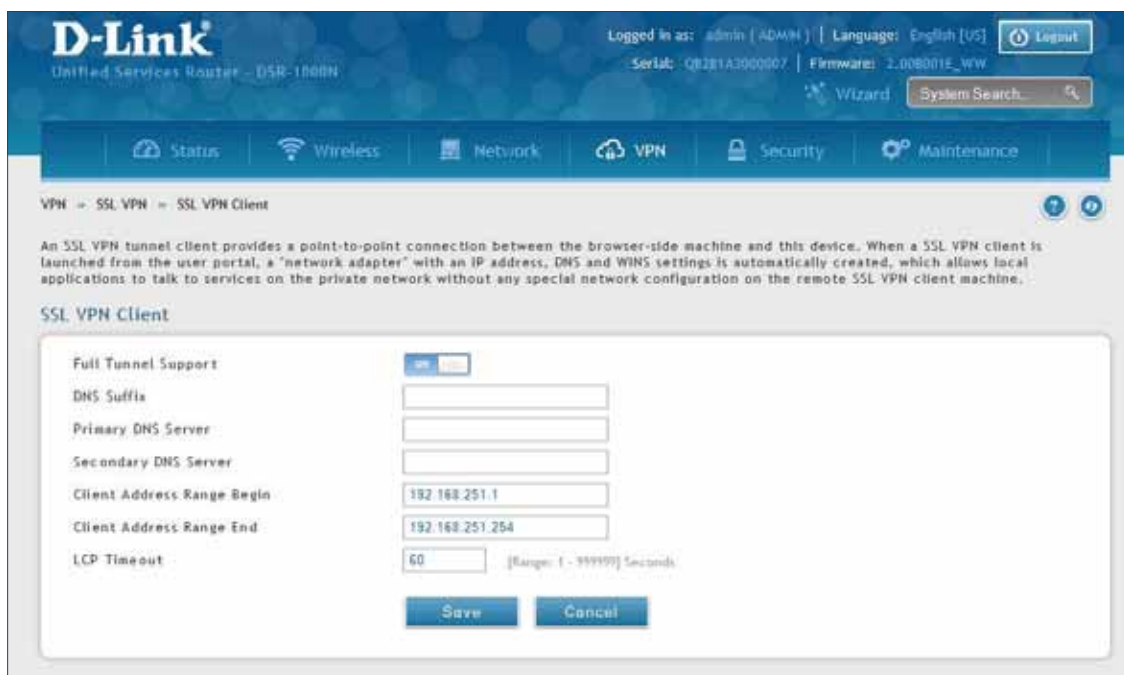 D-Link
Unified Services Router - DSR-1000N
Logged in as: admin ( ADMIN ) | Language: English [US]
Logout
Serial: QB281A3000007 | Firmware: 2.00B001E_WW
Wizard
System Search...
Status
Wireless
Network
VPN
Security
Maintenance
VPN » SSL VPN » SSL VPN Client
An SSL VPN tunnel client provides a point-to-point connection between the browser-side machine and this device. When a SSL VPN client is
launched from the user portal, a "network adapter" with an IP address, DNS and WINS settings is automatically created, which allows local
applications to talk to services on the private network without any special network configuration on the remote SSL VPN client machine.
SSL VPN Client
Full Tunnel Support
ON
DNS Suffix
Primary DNS Server
Secondary DNS Server
Client Address Range Begin
192.168.251.1
Client Address Range End
192.168.251.254
LCP Timeout
60
[Range: 1 - 999999] Seconds
Save
Cancel